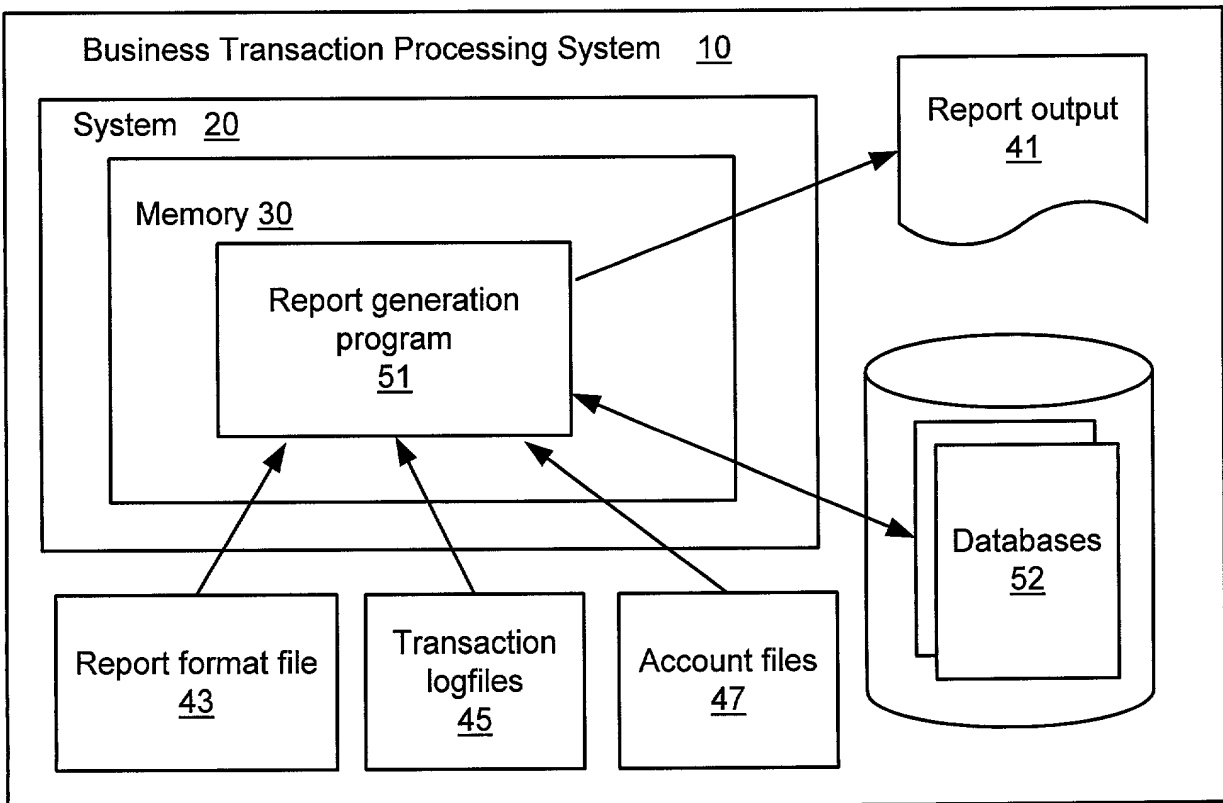 Business Transaction Processing System 10
System 20
Memory 30
Report generation
program
51
Report output
41
Databases
52
Report format file
43
Transaction
logfiles
45
Account files
47